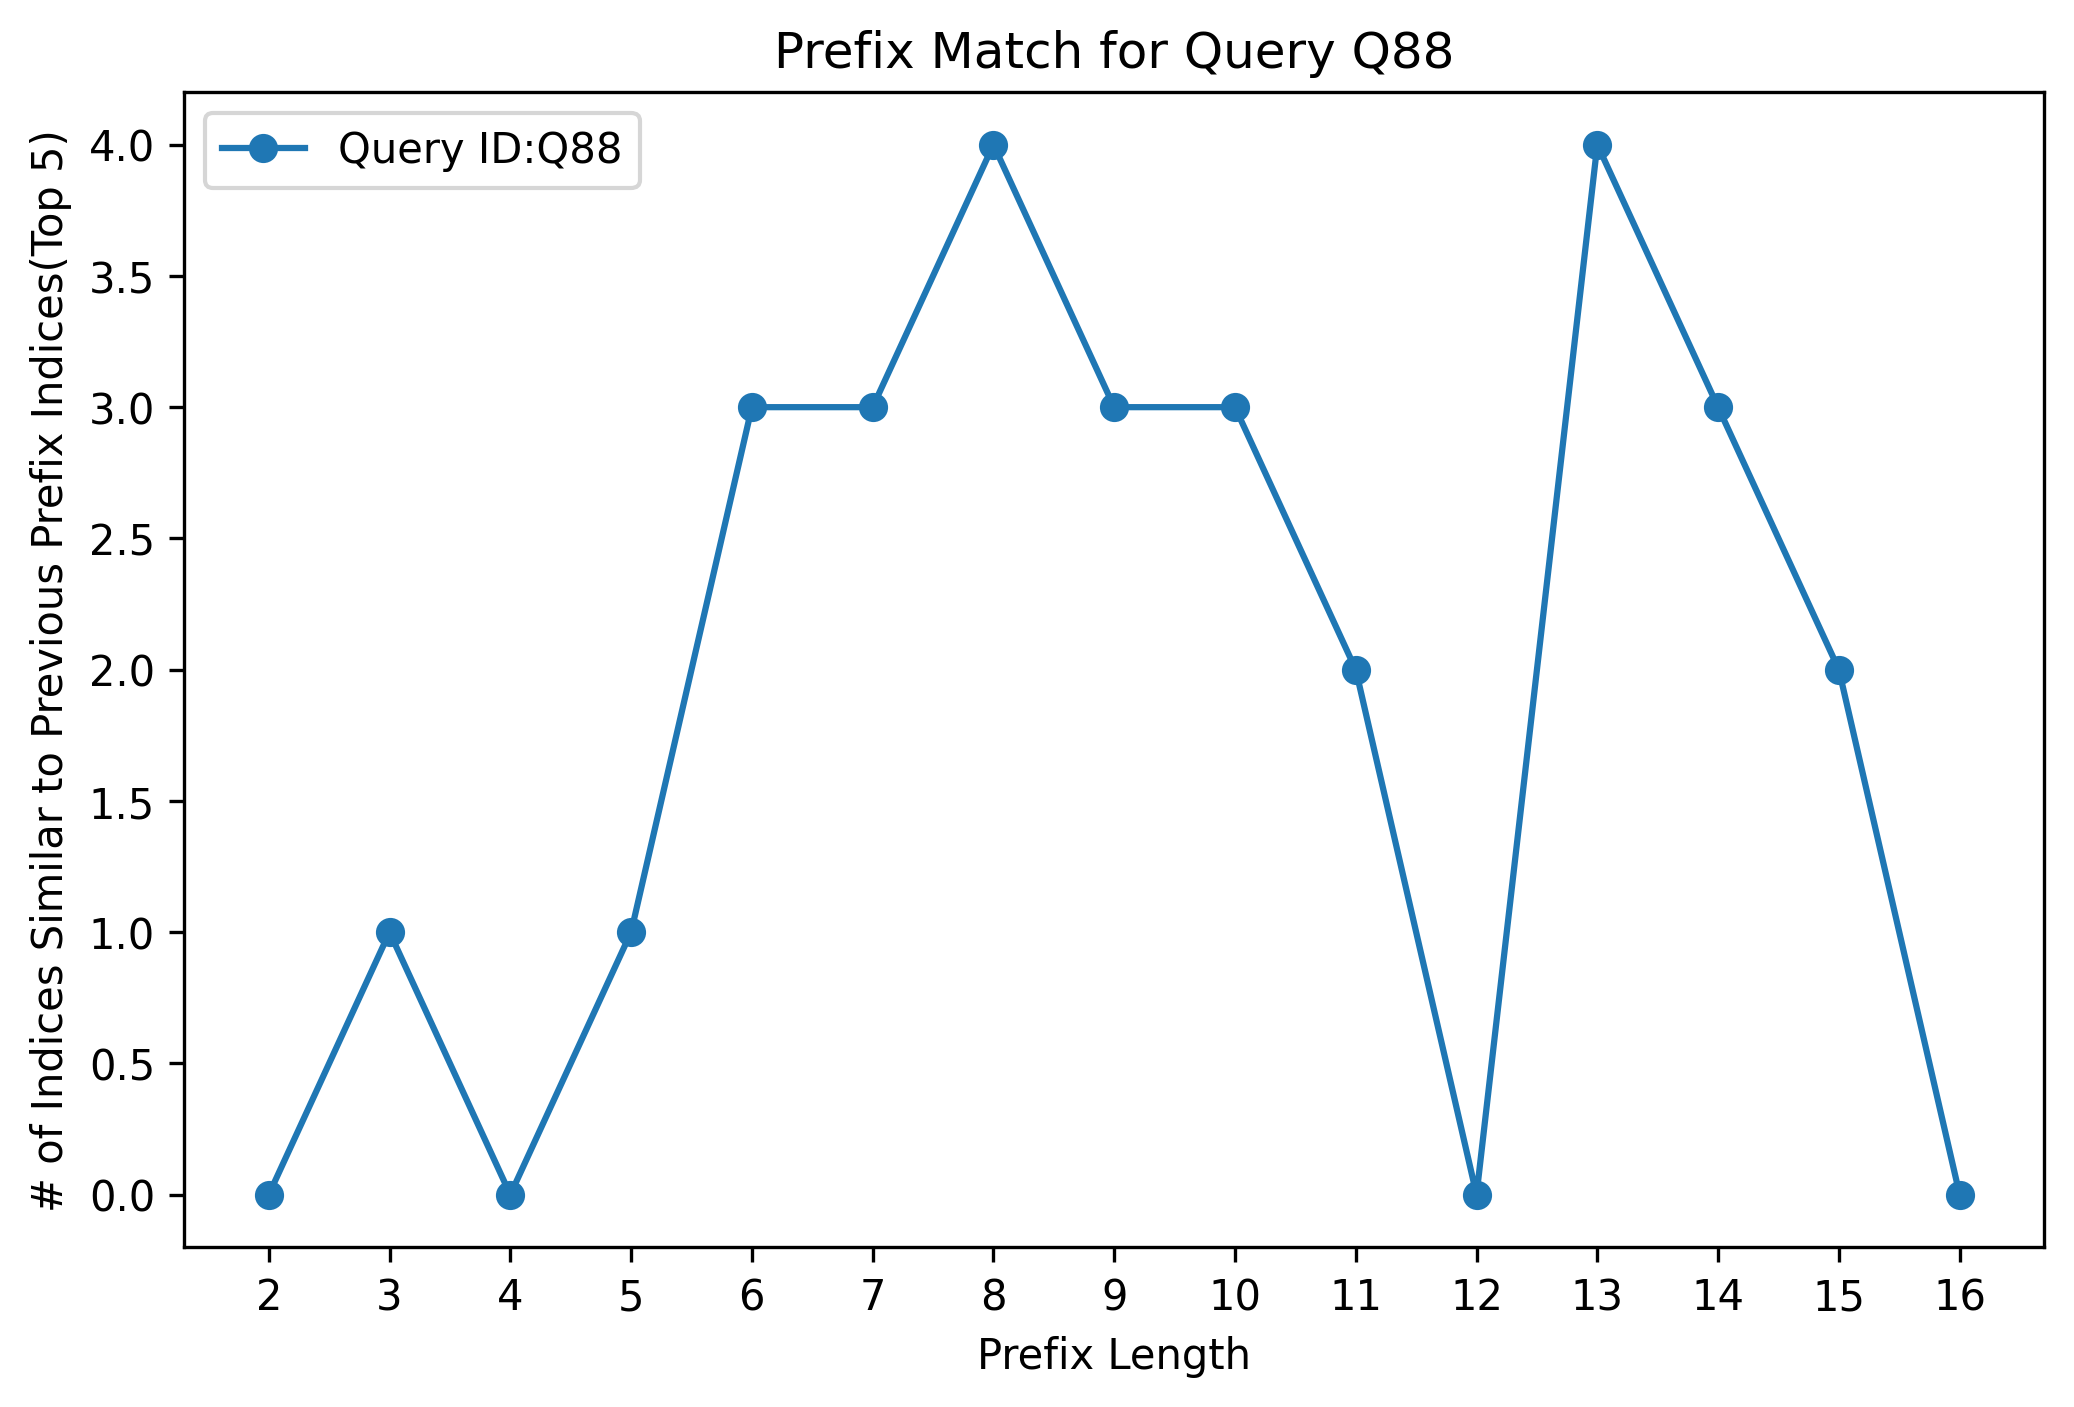 Prefix Match for Query Q88
Query ID:Q88
# of Indices Similar to Previous Prefix Indices(Top 5)
4.0
3.5
3.0
2.5
2.0
1.5
1.0
0.5
0.0
2 3 4 5 6 7 8 9 10 11 12 13 14 15 16
Prefix Length